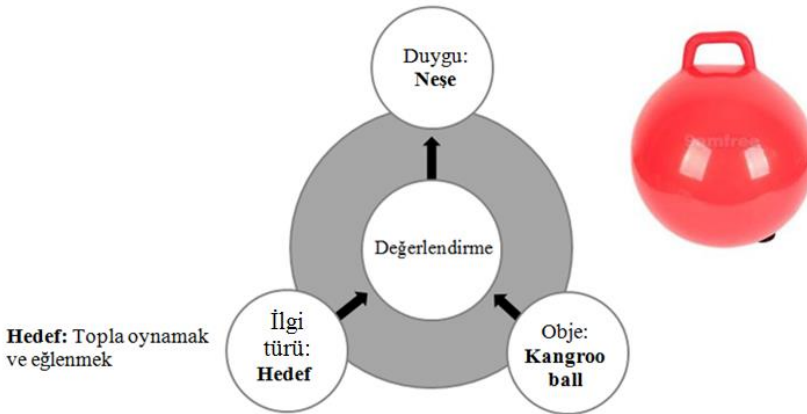 Duygu:
Neşe
Değerlendirme
İlgi
türü:
Hedef
Hedef: Topla oynamak
ve eğlenmek
Obje:
Kangroo
ball